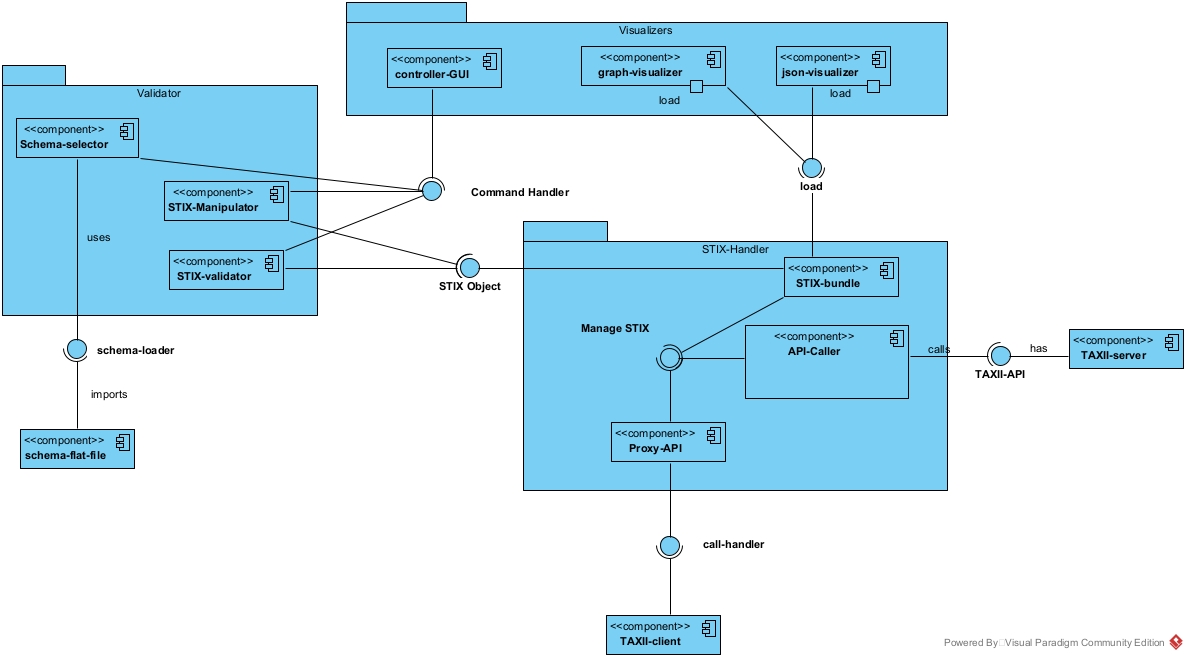 Visualizers
<<component>>
controller-GUI
<<component>>
graph-visualizer
load
<<component>>
json-visualizer
load
Validator
<<component>>
Schema-selector
<<component>>
STIX-Manipulator
<<component>>
STIX-validator
uses
Command Handler
load
STIX Object
STIX-Handler
<<component>>
STIX-bundle
Manage STIX
<<component>>
API-Caller
calls
has
TAXII-API
<<component>>
TAXII-server
schema-loader
imports
<<component>>
schema-flat-file
<<component>>
Proxy-API
call-handler
<<component>>
TAXII-client
Powered By Visual Paradigm Community Edition